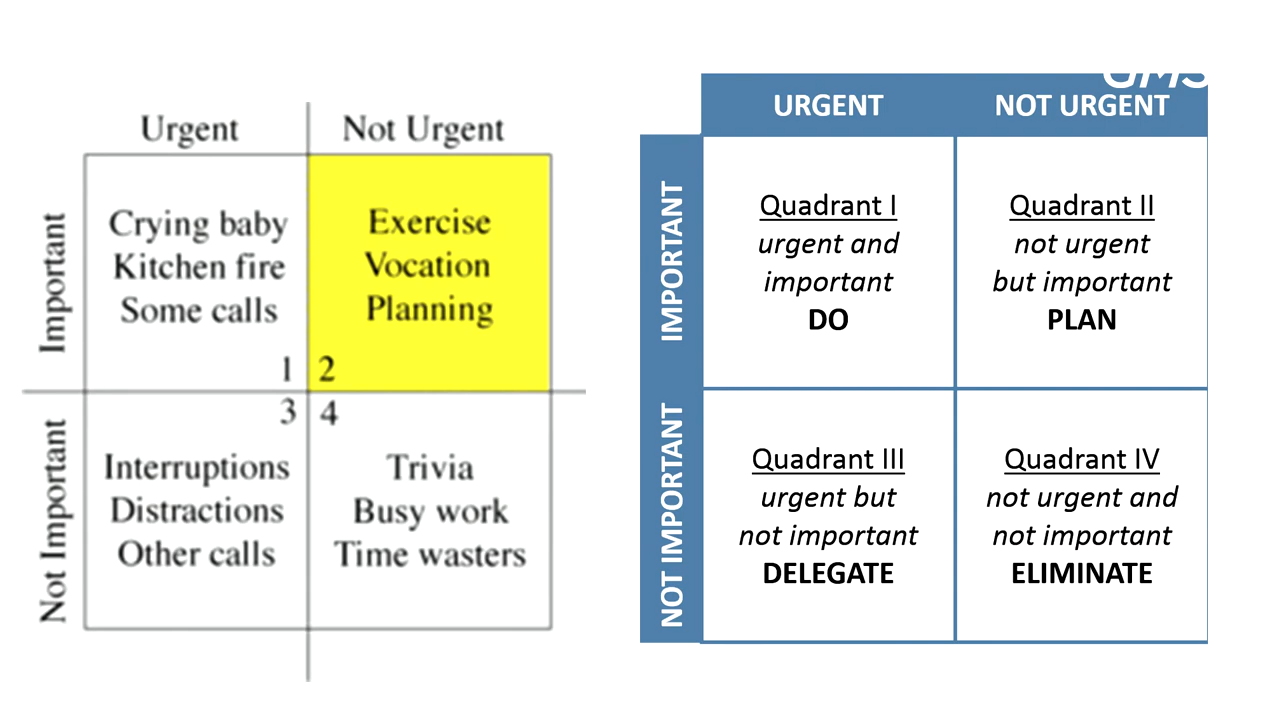 Urgent
Not Urgent
Important
Crying baby
Kitchen fire
Some calls
1
Exercise
Vocation
Planning
2
Not Important
3
Interruptions
Distractions
Other calls
4
Trivia
Busy work
Time wasters
URGENT
NOT URGENT
IMPORTANT
Quadrant I
urgent and
important
DO
Quadrant II
not urgent
but important
PLAN
NOT IMPORTANT
Quadrant III
urgent but
not important
DELEGATE
Quadrant IV
not urgent and
not important
ELIMINATE